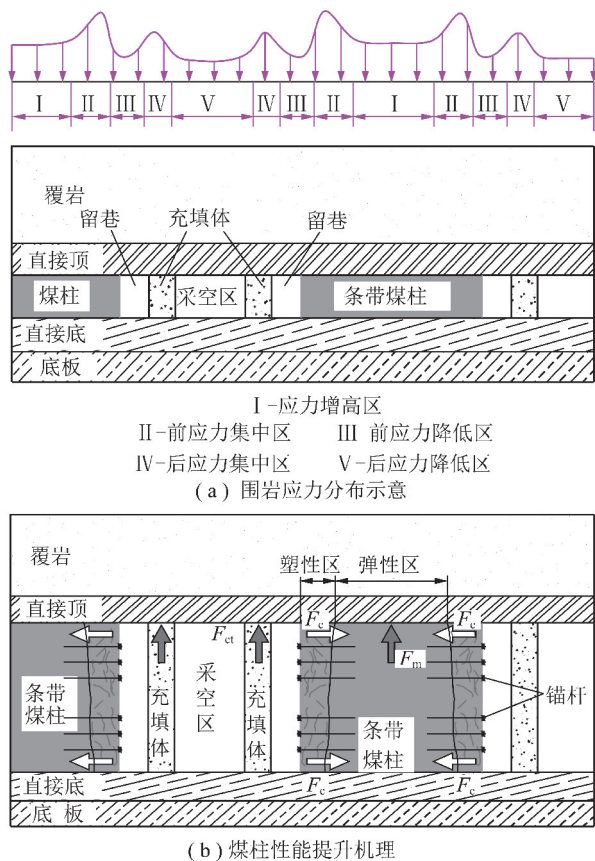 I II III IV V IV III II I II III IV V
覆岩
留巷 充填体 留巷
直接顶
煤柱 采空区 条带煤柱
直接底
底板
I-应力增高区
II-前应力集中区 III 前应力降低区
IV-后应力集中区 V-后应力降低区
(a) 围岩应力分布示意
覆岩
塑性区 弹性区
直接顶
Fc Fc
Fct
Fm
条带
煤柱
充填体
采空区
充填体
锚杆
条带
煤柱
Fc Fc
直接底
底板
(b) 煤柱性能提升机理